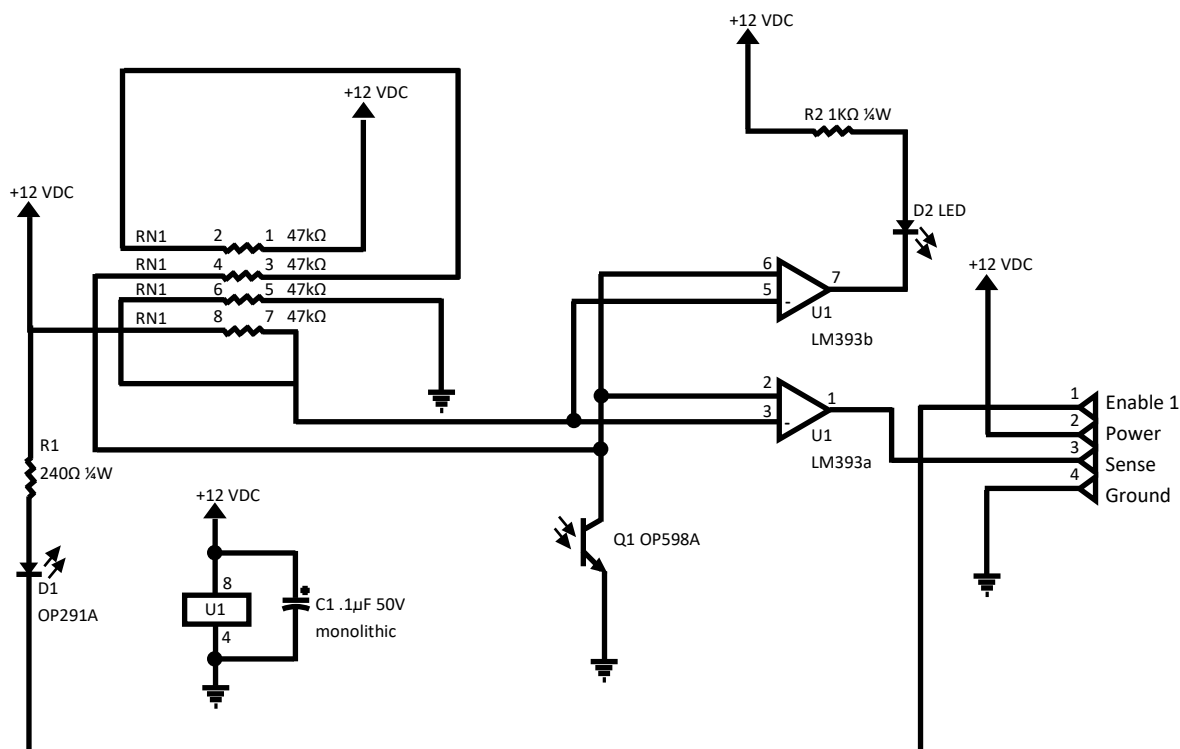 +12 VDC
R2 1KΩ ¼W
+12 VDC
D2 LED
+12 VDC
RN1 2 1 47kΩ
RN1 4 3 47kΩ
RN1 6 5 47kΩ
RN1 8 7 47kΩ
6
5
-
7
U1
LM393b
+12 VDC
2
3
-
1
U1
LM393a
1 Enable 1
2 Power
3 Sense
4 Ground
R1
240Ω ¼W
+12 VDC
Q1 OP598A
D1
OP291A
8
U1
4
C1 .1µF 50V
monolithic